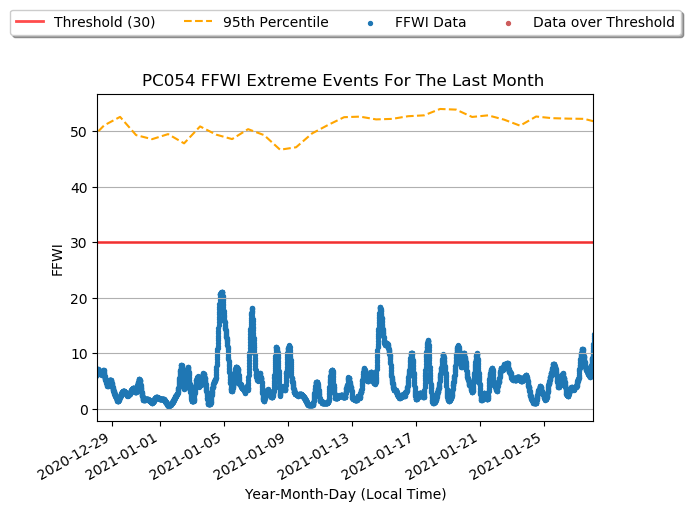 Threshold (30) 95th Percentile FFWI Data Data over Threshold
PC054 FFWI Extreme Events For The Last Month
50
40
30
20
10
0
FFWI
2020-12-29 2021-01-01 2021-01-05 2021-01-09 2021-01-13 2021-01-17 2021-01-21 2021-01-25
Year-Month-Day (Local Time)